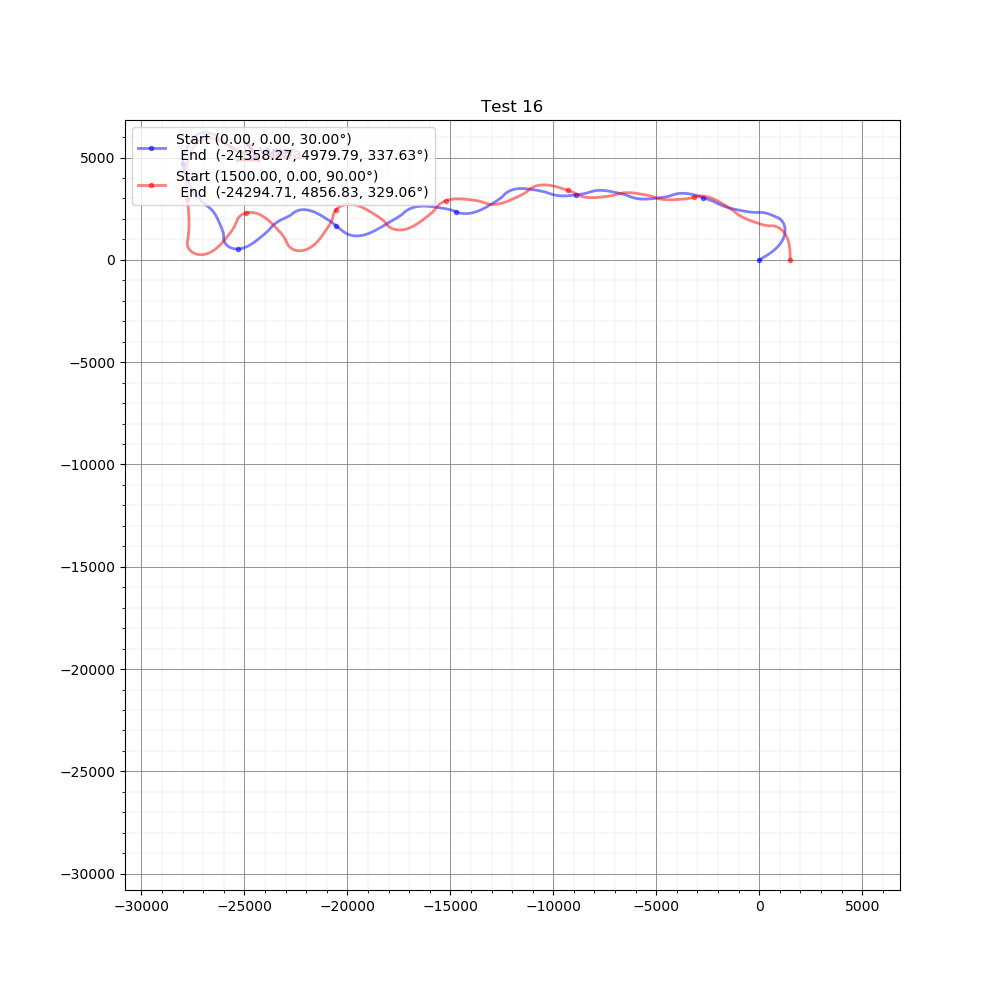 Test 16
Start (0.00, 0.00, 30.00°)
End (-24358.27, 4979.79, 337.63°)
Start (1500.00, 0.00, 90.00°)
End (-24294.71, 4856.83, 329.06°)
5000
0
−5000
−10000
−15000
−20000
−25000
−30000
−30000 −25000 −20000 −15000 −10000 −5000 0 5000